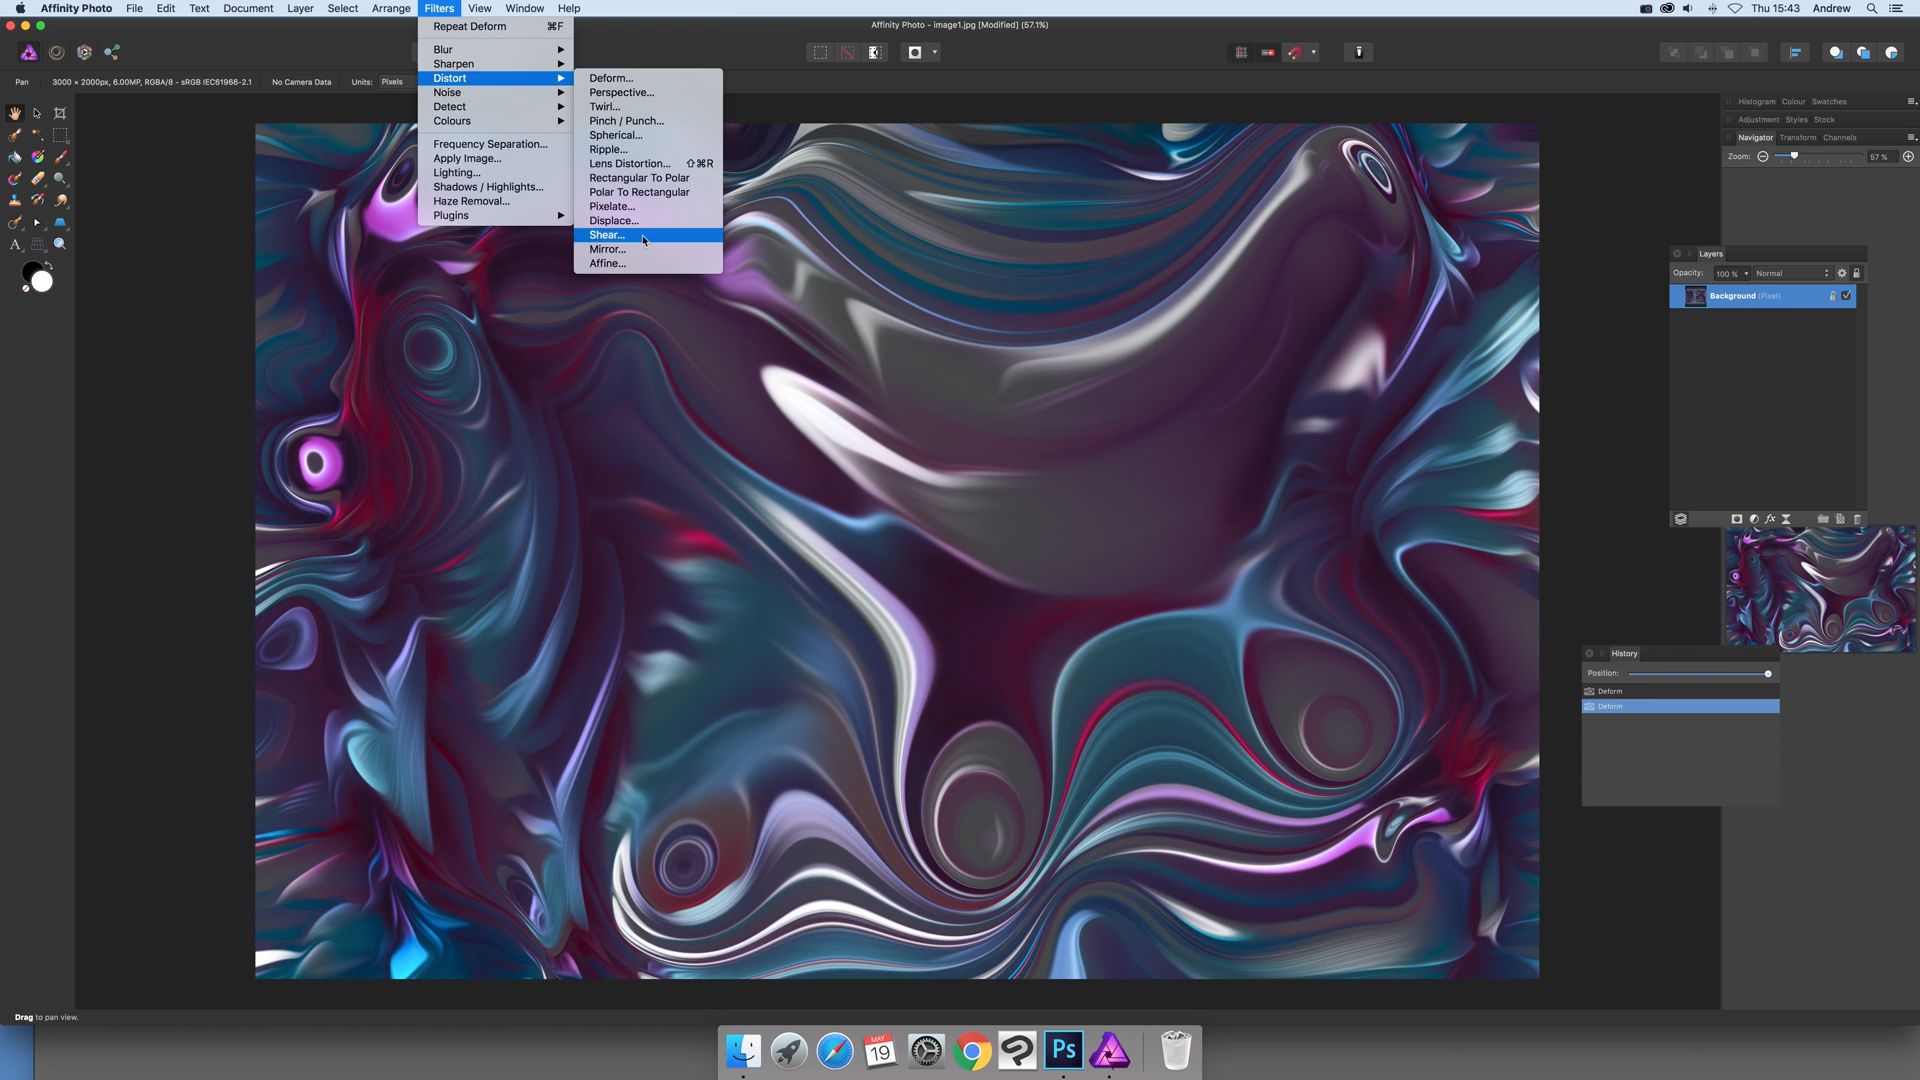 Affinity Photo File Edit Text Document Layer Select Arrange Filters View Window Help Thu 15:43 Andrew
Affinity Photo - image1.jpg [Modified] (57.1%)
Pan 3000 × 2000px, 6.00MP, RGBA/8 - sRGB IEC61966-2.1 No Camera Data Units: Pixels
Repeat Deform ⌘F
Blur
Sharpen
Distort
Noise
Detect
Colours
Frequency Separation...
Apply Image...
Lighting...
Shadows / Highlights...
Haze Removal...
Plugins
Deform...
Perspective...
Twirl...
Pinch / Punch...
Spherical...
Ripple...
Lens Distortion... ⇧⌘R
Rectangular To Polar
Polar To Rectangular
Pixelate...
Displace...
Shear...
Mirror...
Affine...
Histogram Colour Swatches
Adjustment Styles Stock
Navigator Transform Channels
Zoom: 57 %
Layers
Opacity: 100 % Normal
Background (Pixel)
fx
History
Position:
Deform
Deform
A
Drag to pan view.
MAY
19
Ps